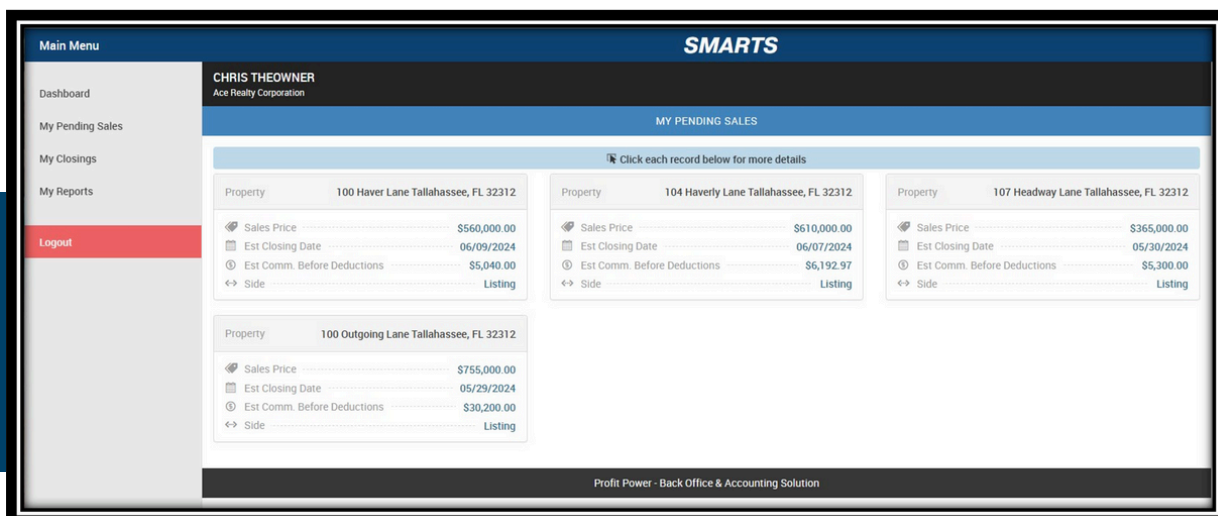 Main Menu
SMARTS
Dashboard
My Pending Sales
My Closings
My Reports
Logout
CHRIS THEOWNER
Ace Realty Corporation
MY PENDING SALES
Click each record below for more details
Property 100 Haver Lane Tallahassee, FL 32312
Sales Price $560,000.00
Est Closing Date 06/09/2024
Est Comm. Before Deductions $5,040.00
Side Listing
Property 104 Haverly Lane Tallahassee, FL 32312
Sales Price $610,000.00
Est Closing Date 06/07/2024
Est Comm. Before Deductions $6,192.97
Side Listing
Property 107 Headway Lane Tallahassee, FL 32312
Sales Price $365,000.00
Est Closing Date 05/30/2024
Est Comm. Before Deductions $5,300.00
Side Listing
Property 100 Outgoing Lane Tallahassee, FL 32312
Sales Price $755,000.00
Est Closing Date 05/29/2024
Est Comm. Before Deductions $30,200.00
Side Listing
Profit Power - Back Office & Accounting Solution